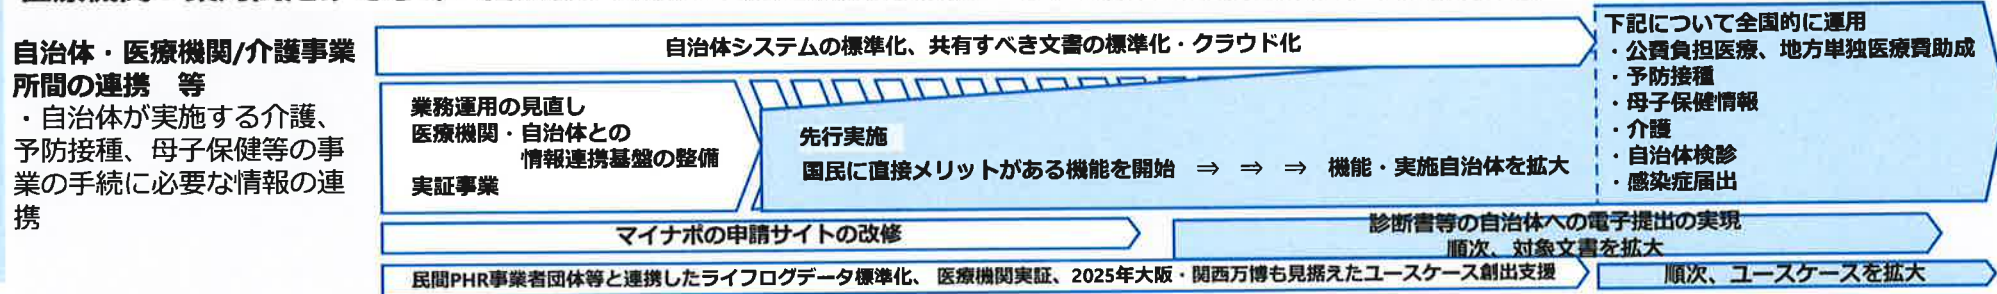 自治体・医療機関/介護事業
所間の連携 等
・自治体が実施する介護、
予防接種、母子保健等の事
業の手続に必要な情報の連
携
自治体システムの標準化、共有すべき文書の標準化・クラウド化
業務運用の見直し
医療機関・自治体との
情報連携基盤の整備
実証事業
先行実施
国民に直接メリットがある機能を開始 ⇒ ⇒ ⇒ 機能・実施自治体を拡大
下記について全国的に運用
・公費負担医療、地方単独医療費助成
・予防接種
・母子保健情報
・介護
・自治体検診
・感染症届出
マイナポの申請サイトの改修
診断書等の自治体への電子提出の実現
順次、対象文書を拡大
民間PHR事業者団体等と連携したライフログデータ標準化、医療機関実証、2025年大阪・関西万博も見据えたユースケース創出支援
順次、ユースケースを拡大